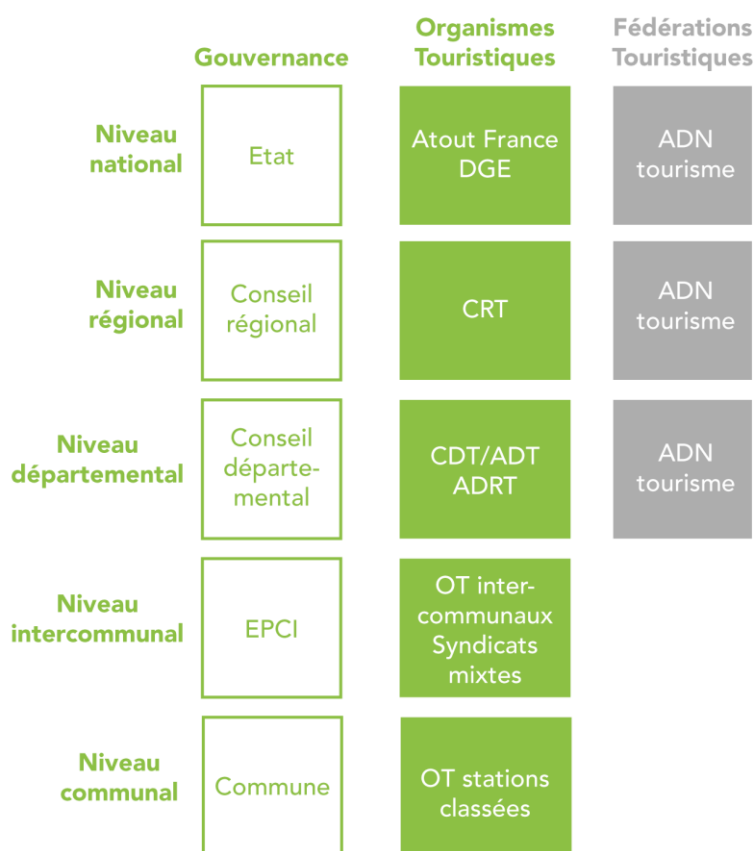 Gouvernance
Organismes
Touristiques
Fédérations
Touristiques
Niveau
national
Etat
Atout France
DGE
ADN
tourisme
Niveau
régional
Conseil
régional
CRT
ADN
tourisme
Niveau
départemental
Conseil
départe-
mental
CDT/ADT
ADRT
ADN
tourisme
Niveau
intercommunal
EPCI
OT inter-
communaux
Syndicats
mixtes
Niveau
communal
Commune
OT stations
classées